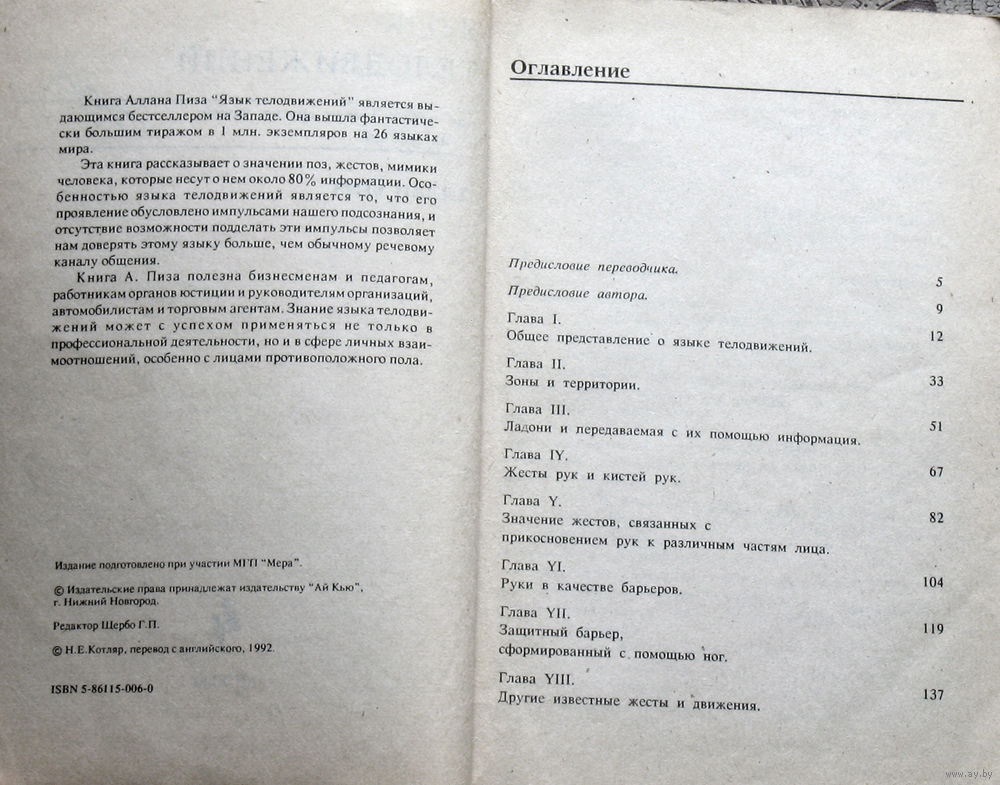 Книга Аллана Пиза "Язык телодвижений" является вы-
дающимся бестселлером на Западе. Она вышла фантастиче-
ски большим тиражом в 1 млн. экземпляров на 26 языках
мира.
Эта книга рассказывает о значении поз, жестов, мимики
человека, которые несут о нем около 80% информации. Осо-
бенностью языка телодвижений является то, что его
проявление обусловлено импульсами нашего подсознания, и
отсутствие возможности подделать эти импульсы позволяет
нам доверять этому языку больше, чем обычному речевому
каналу общения.
Книга А. Пиза полезна бизнесменам и педагогам,
работникам органов юстиции и руководителям организаций,
автомобилистам и торговым агентам. Знание языка телодви-
жений может с успехом применяться не только в
профессиональной деятельности, но и в сфере личных взаи-
моотношений, особенно с лицами противоположного пола.
Издание подготовлено при участии МГП "Мера".
© Издательские права принадлежат издательству "Ай Кью",
г. Нижний Новгород.
Редактор Щербо Г.П.
© Н.Е.Котляр, перевод с английского, 1992.
ISBN 5-86115-006-0
Оглавление
Предисловие переводчика. 5
Предисловие автора. 9
Глава I.
Общее представление о языке телодвижений. 12
Глава II.
Зоны и территории. 33
Глава III.
Ладони и передаваемая с их помощью информация. 51
Глава IY.
Жесты рук и кистей рук. 67
Глава Y.
Значение жестов, связанных с 82
прикосновением рук к различным частям лица.
Глава YI.
Руки в качестве барьеров. 104
Глава YII.
Защитный барьер, 119
сформированный с помощью ног.
Глава YIII.
Другие известные жесты и движения. 137
www.ay.by